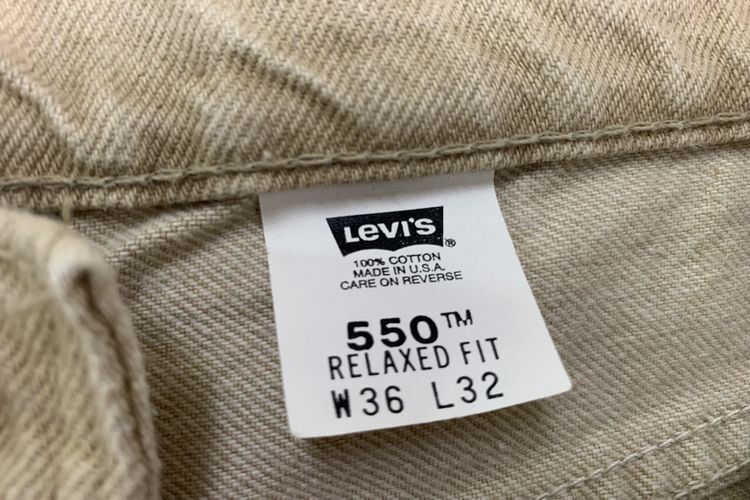 Levi's®
100% COTTON
MADE IN U.S.A.
CARE ON REVERSE
550™
RELAXED FIT
W36 L32